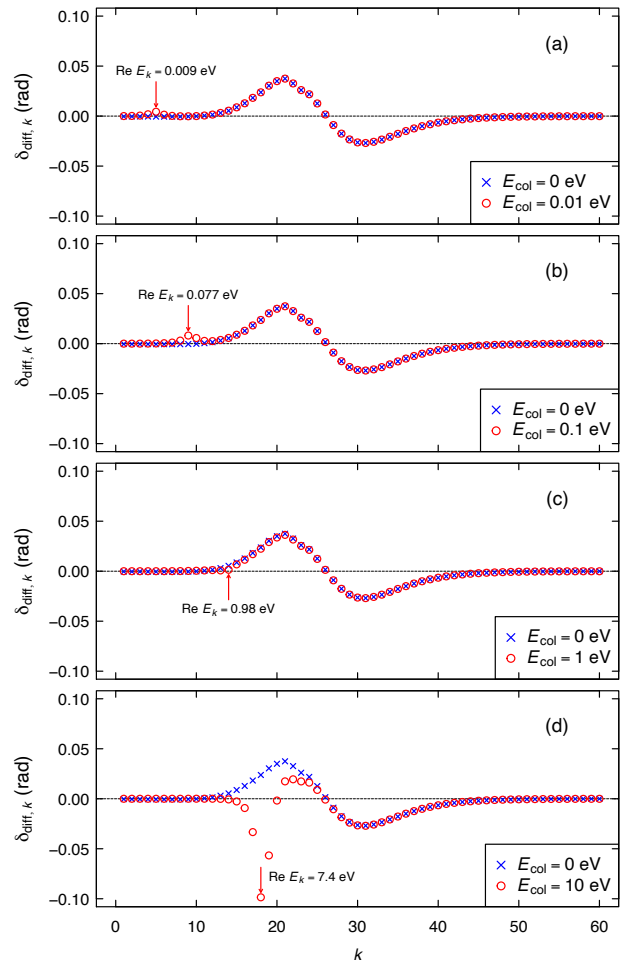 (a)
0.10
0.05
0.00
−0.05
−0.10
δdiff, k (rad)
Re Ek = 0.009 eV
Ecol = 0 eV
Ecol = 0.01 eV
(b)
0.10
0.05
0.00
−0.05
−0.10
δdiff, k (rad)
Re Ek = 0.077 eV
Ecol = 0 eV
Ecol = 0.1 eV
(c)
0.10
0.05
0.00
−0.05
−0.10
δdiff, k (rad)
Re Ek = 0.98 eV
Ecol = 0 eV
Ecol = 1 eV
(d)
0.10
0.05
0.00
−0.05
−0.10
δdiff, k (rad)
Re Ek = 7.4 eV
Ecol = 0 eV
Ecol = 10 eV
0 10 20 30 40 50 60
k